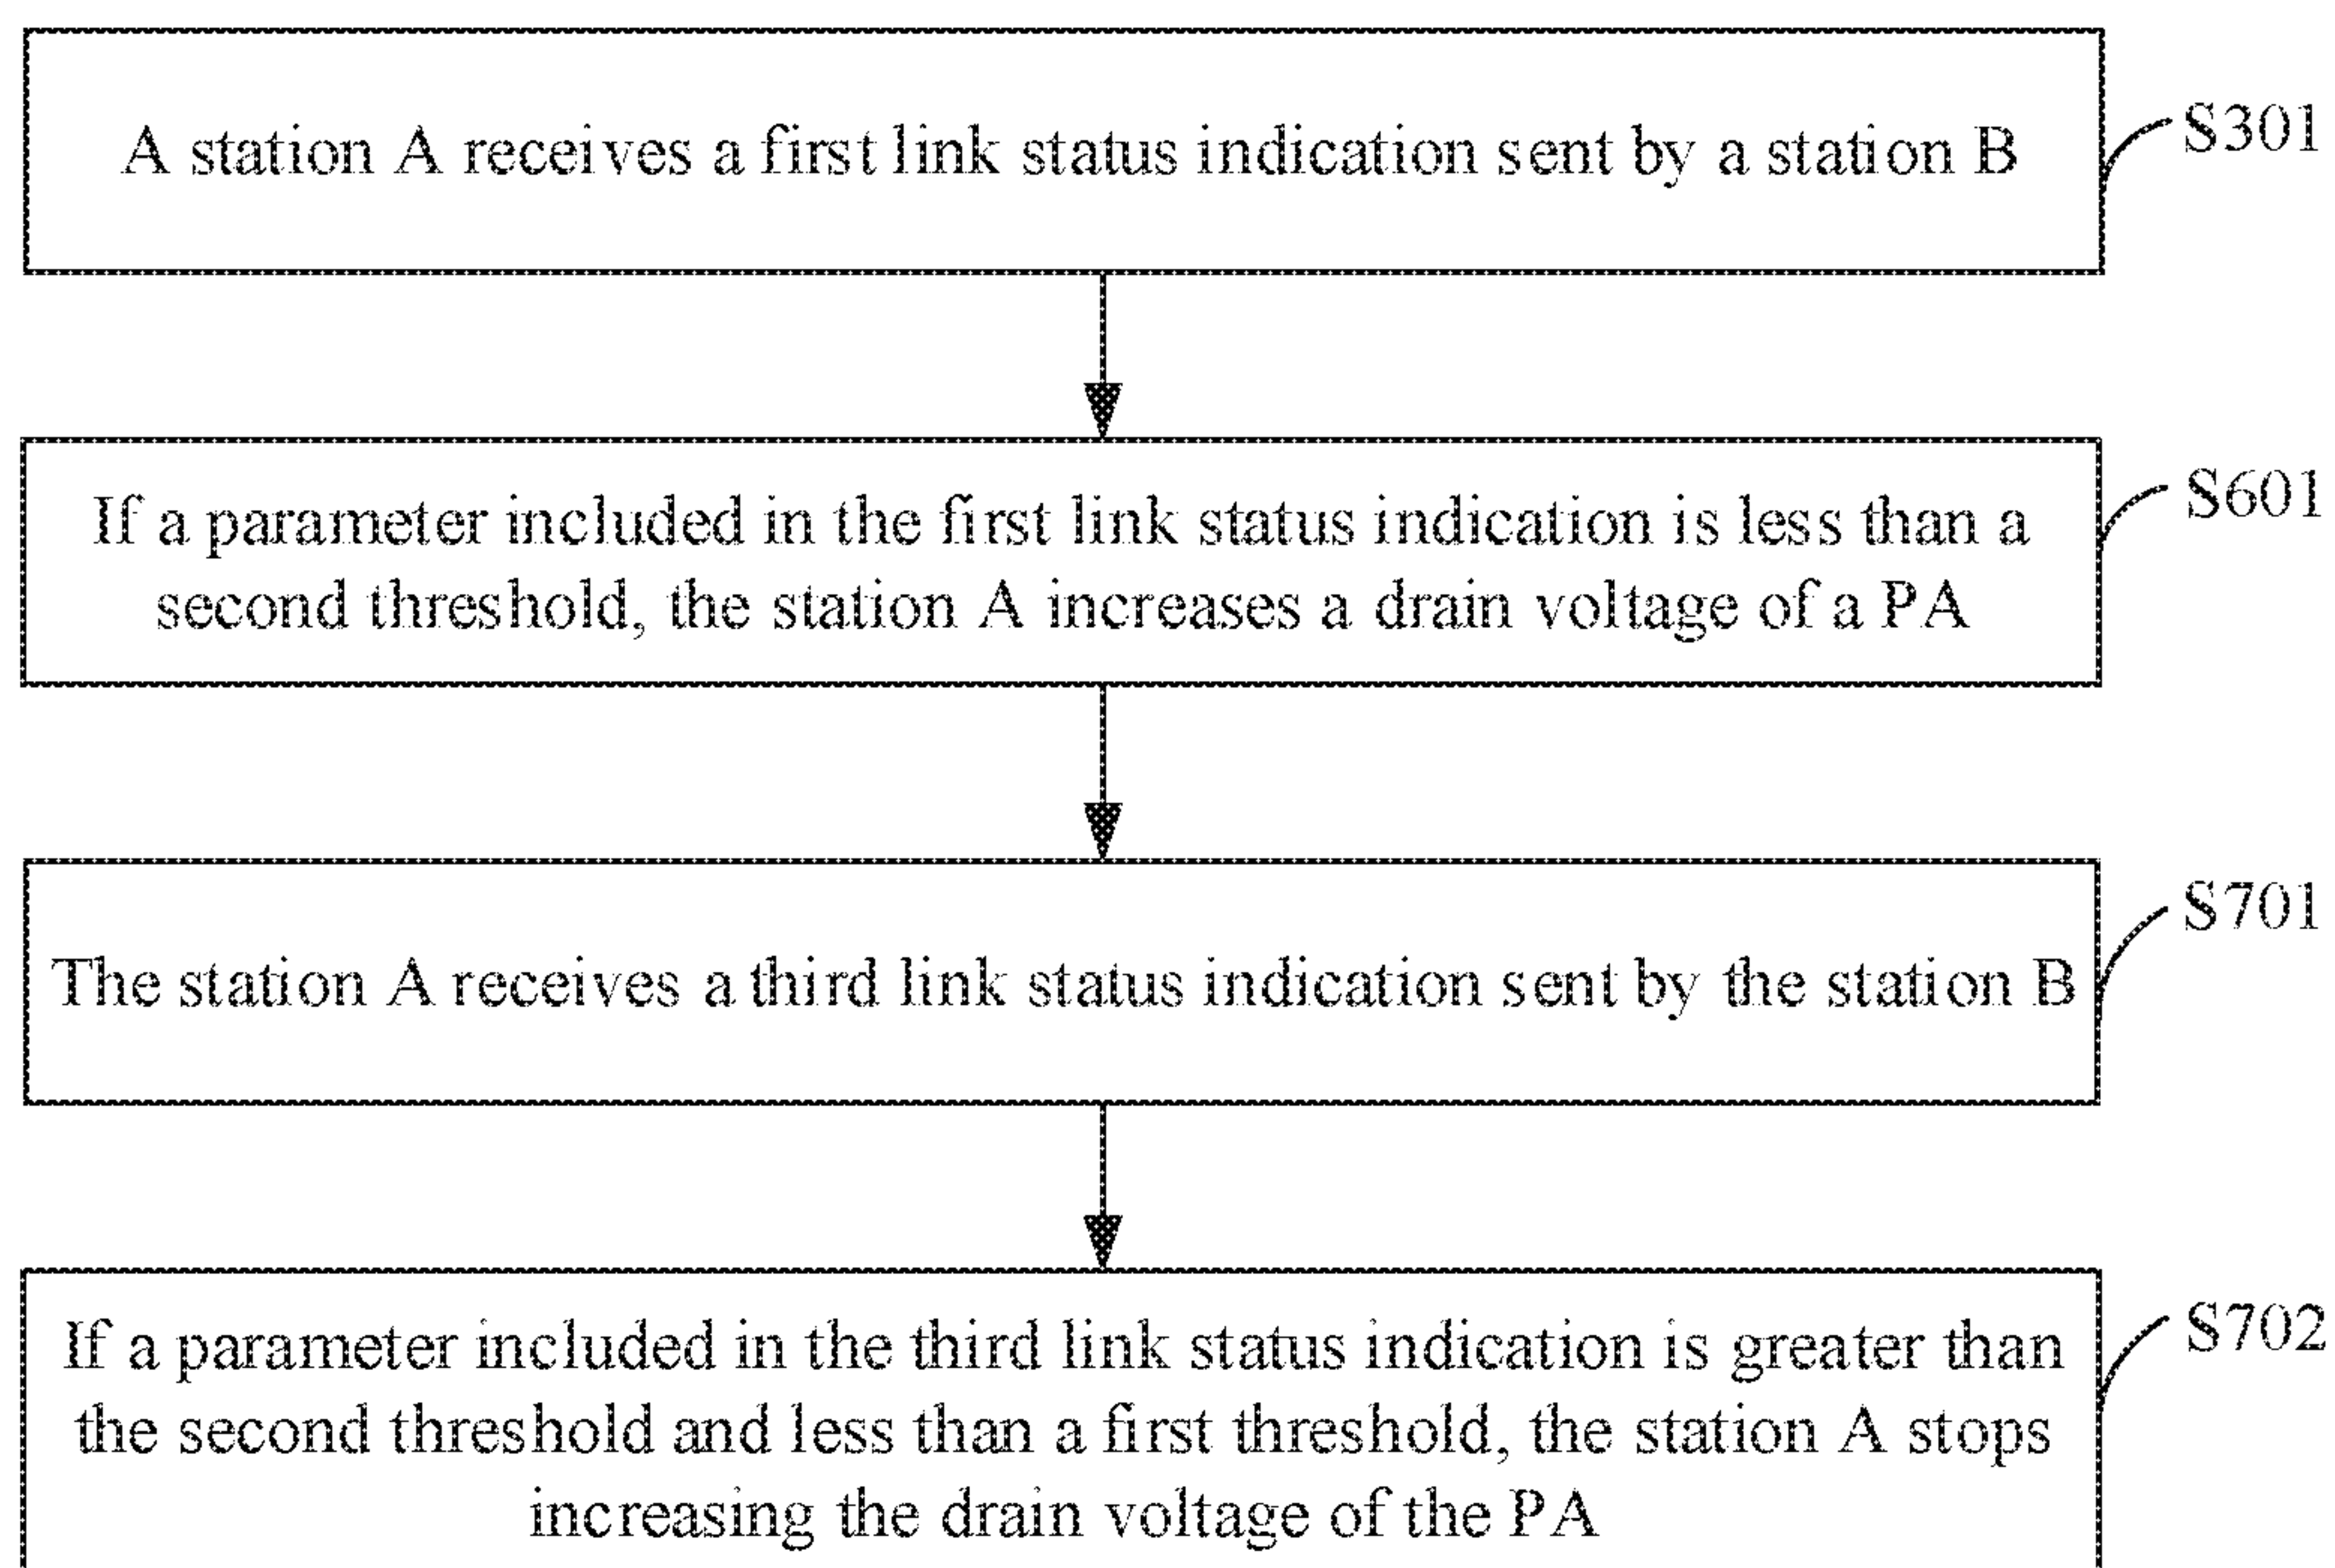 A station A receives a first link status indication sent by a station B
S301
If a parameter included in the first link status indication is less than a
second threshold, the station A increases a drain voltage of a PA
S601
The station A receives a third link status indication sent by the station B
S701
If a parameter included in the third link status indication is greater than
the second threshold and less than a first threshold, the station A stops
increasing the drain voltage of the PA
S702